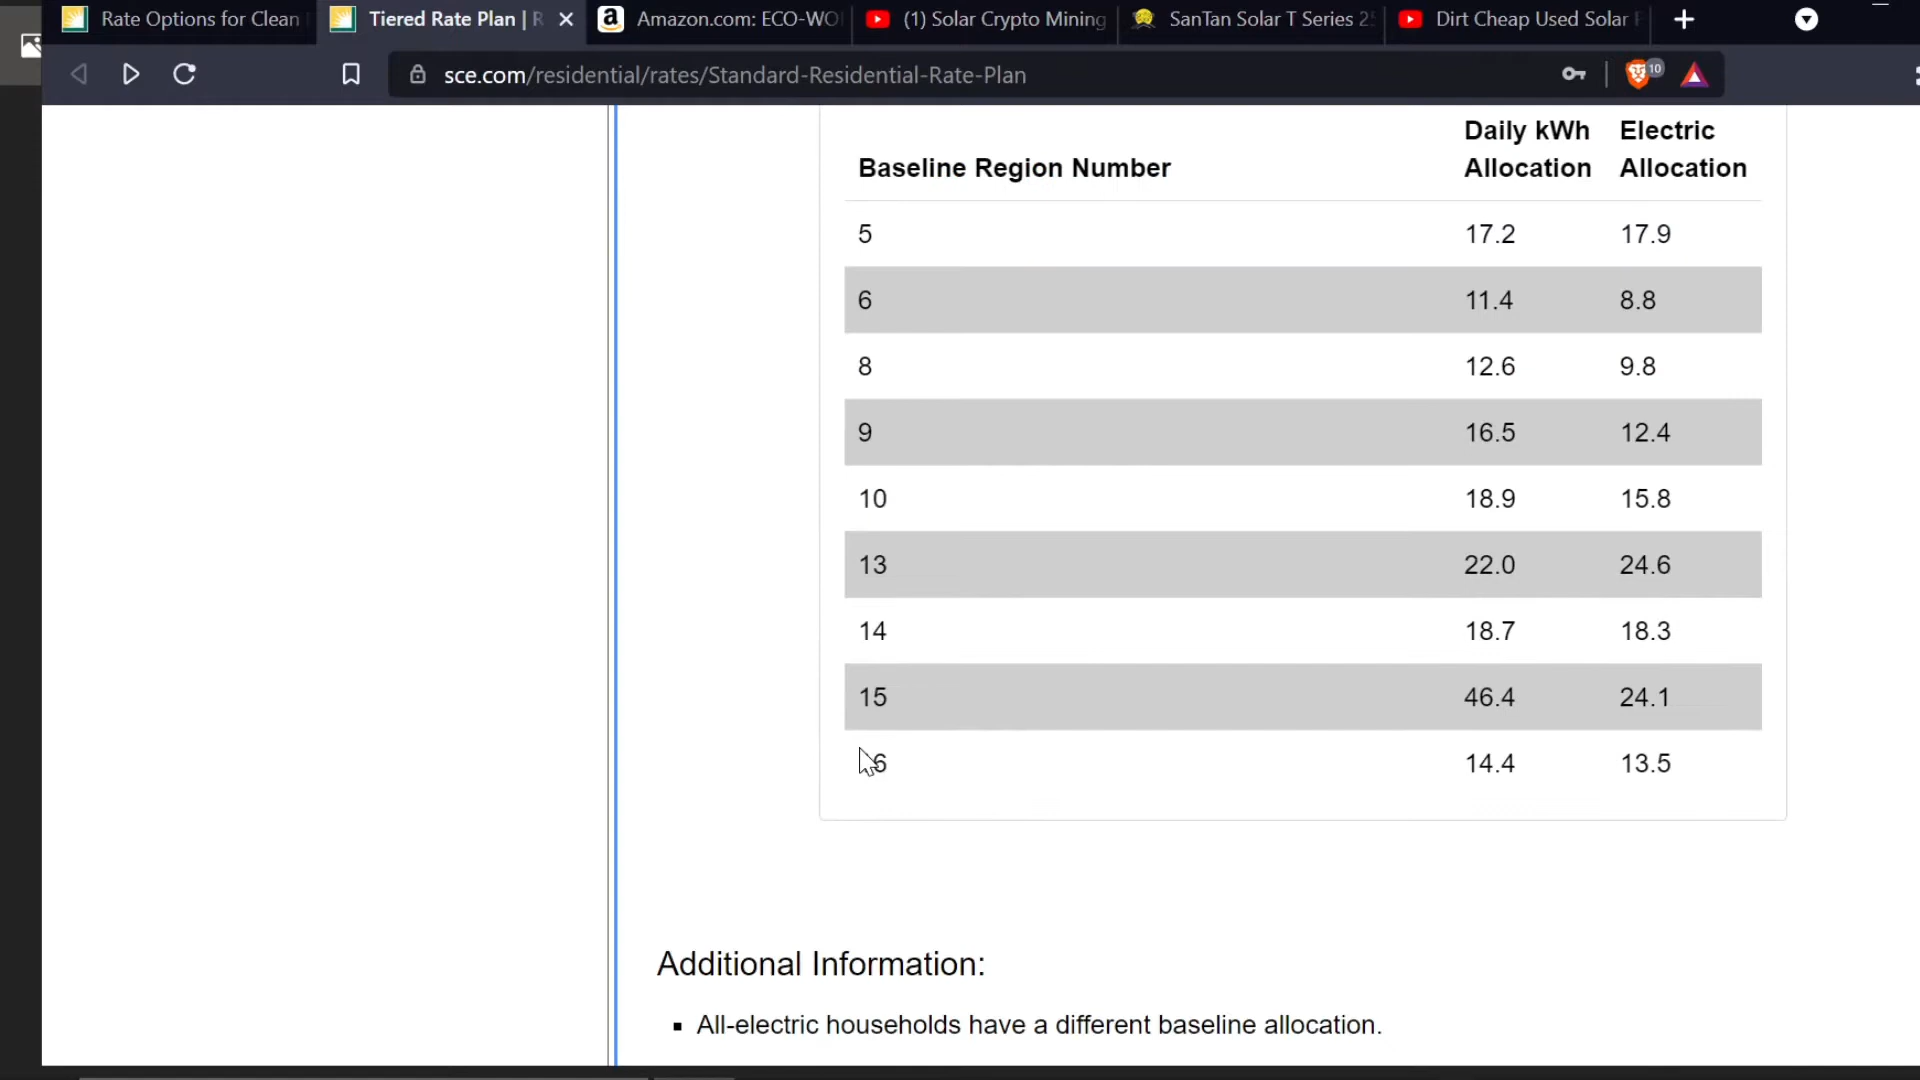 Rate Options for Clean
Tiered Rate Plan | R
Amazon.com: ECO-WO
(1) Solar Crypto Mining
SanTan Solar T Series 25
Dirt Cheap Used Solar
sce.com/residential/rates/Standard-Residential-Rate-Plan
10
Baseline Region Number
Daily kWh
Allocation
Electric
Allocation
5 17.2 17.9
6 11.4 8.8
8 12.6 9.8
9 16.5 12.4
10 18.9 15.8
13 22.0 24.6
14 18.7 18.3
15 46.4 24.1
6 14.4 13.5
Additional Information:
▪ All-electric households have a different baseline allocation.